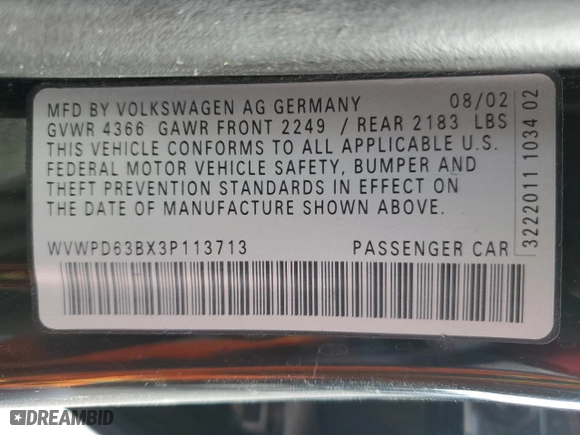 MFD BY VOLKSWAGEN AG GERMANY 08/02
GVWR 4366 GAWR FRONT 2249 / REAR 2183 LBS
THIS VEHICLE CONFORMS TO ALL APPLICABLE U.S.
FEDERAL MOTOR VEHICLE SAFETY, BUMPER AND
THEFT PREVENTION STANDARDS IN EFFECT ON
THE DATE OF MANUFACTURE SHOWN ABOVE.
WVWPD63BX3P113713 PASSENGER CAR
3222011 1034 02
DREAMBID